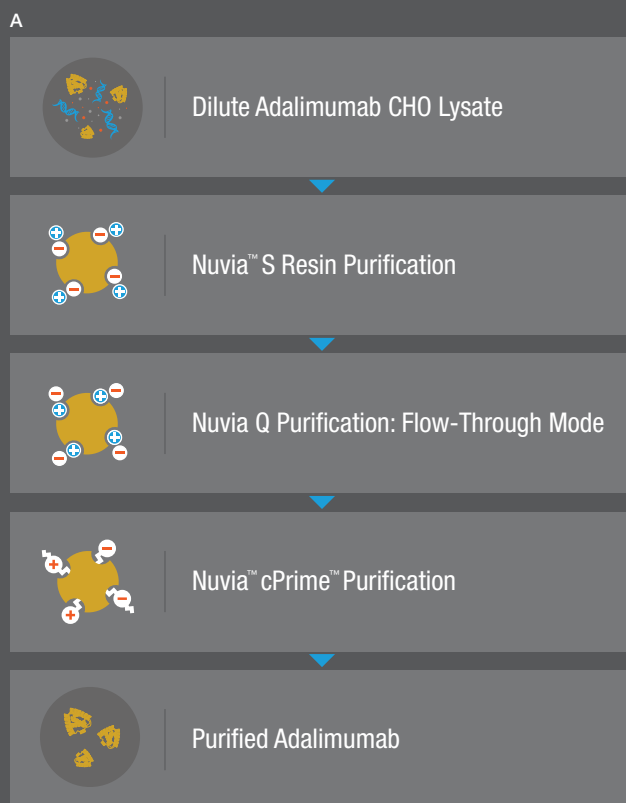 A
Dilute Adalimumab CHO Lysate
Nuvia™ S Resin Purification
Nuvia Q Purification: Flow-Through Mode
Nuvia™ cPrime™ Purification
Purified Adalimumab